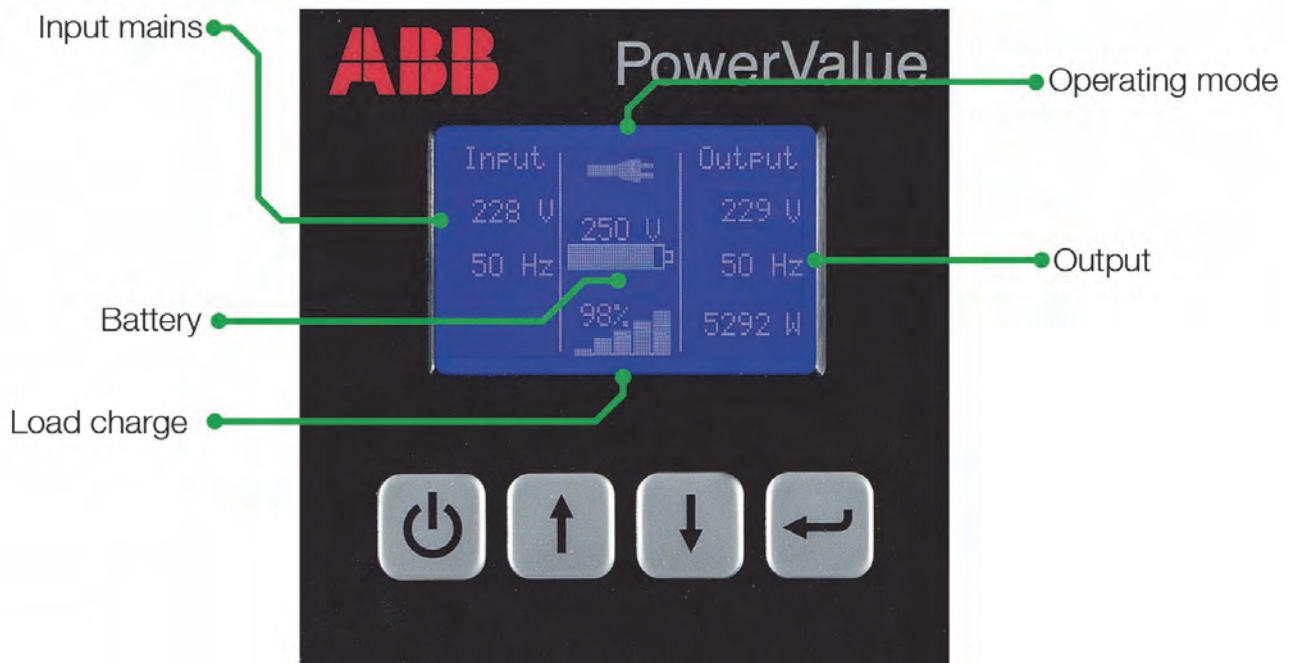 Input mains
ABB PowerValue
Operating mode
Input
Output
228 V
229 V
250 V
50 Hz
50 Hz
Output
Battery
98%
5292 W
Load charge